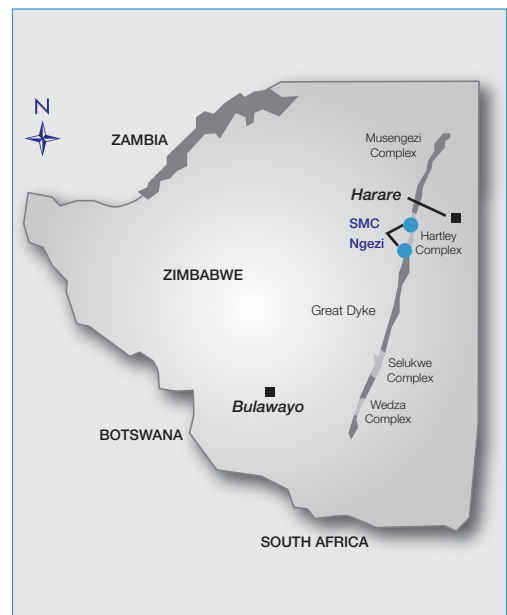 N
ZAMBIA
Musengezi
Complex
Harare
SMC
Ngezi
Hartley
Complex
ZIMBABWE
Great Dyke
Selukwe
Complex
Bulawayo
Wedza
Complex
BOTSWANA
SOUTH AFRICA